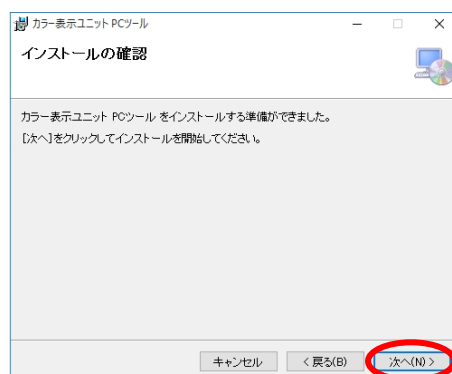 カラー表示ユニット PCツール
インストールの確認
カラー表示ユニット PCツール をインストールする準備ができました。
[次へ]をクリックしてインストールを開始してください。
キャンセル
< 戻る(B)
次へ(N) >